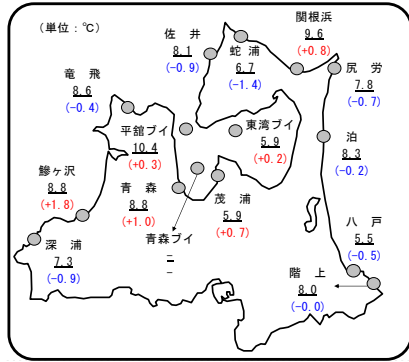 (単位：℃)
佐 井
8.1
(-0.9)
蛇浦
6.7
(-1.4)
関根浜
9.6
(+0.8)
尻労
7.8
(-0.7)
竜 飛
8.6
(-0.4)
平舘ブイ
10.4
(+0.3)
東湾ブイ
5.9
(+0.2)
泊
8.3
(-0.2)
鰺ヶ沢
8.8
(+1.8)
青 森
8.8
(+1.0)
茂 浦
5.9
(+0.7)
八 戸
5.5
(-0.5)
深 浦
7.3
(-0.9)
青森ブイ
–
–
階 上
8.0
(-0.0)